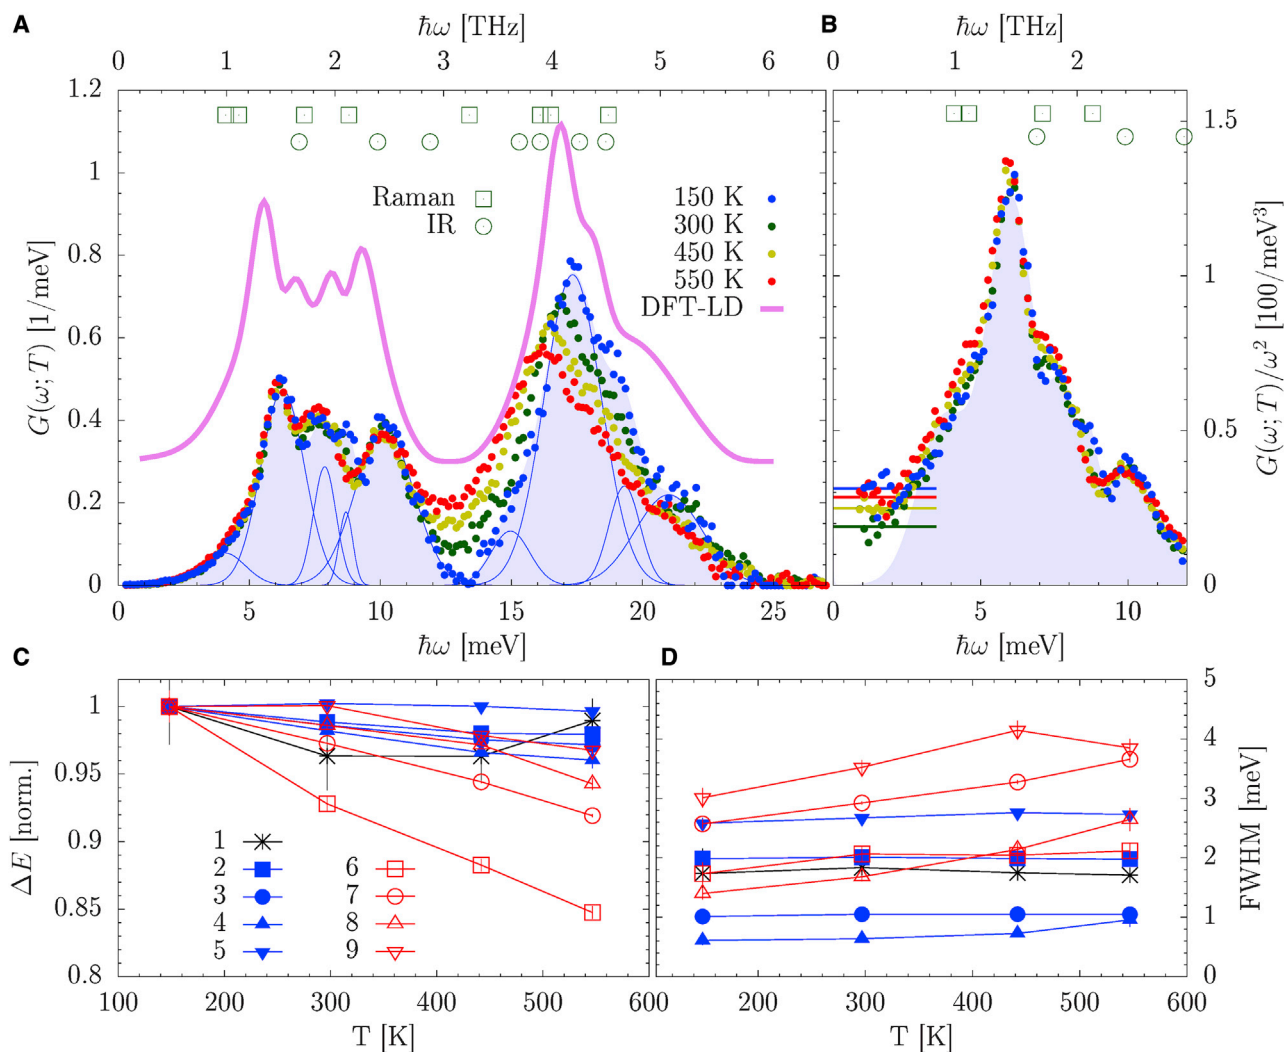 A
ħω [THz]
0 1 2 3 4 5 6
G(ω; T) [1/meV]
1.2
1
0.8
0.6
0.4
0.2
0
Raman
IR
150 K
300 K
450 K
550 K
DFT-LD
0 5 10 15 20 25
ħω [meV]
B
ħω [THz]
0 1 2
1.5
1
0.5
0
G(ω; T)/ω² [100/meV³]
0 5 10
ħω [meV]
C
ΔE [norm.]
1
0.95
0.9
0.85
0.8
1
2
3
4
5
6
7
8
9
100 200 300 400 500 600
T [K]
D
5
4
3
2
1
0
FWHM [meV]
100 200 300 400 500 600
T [K]